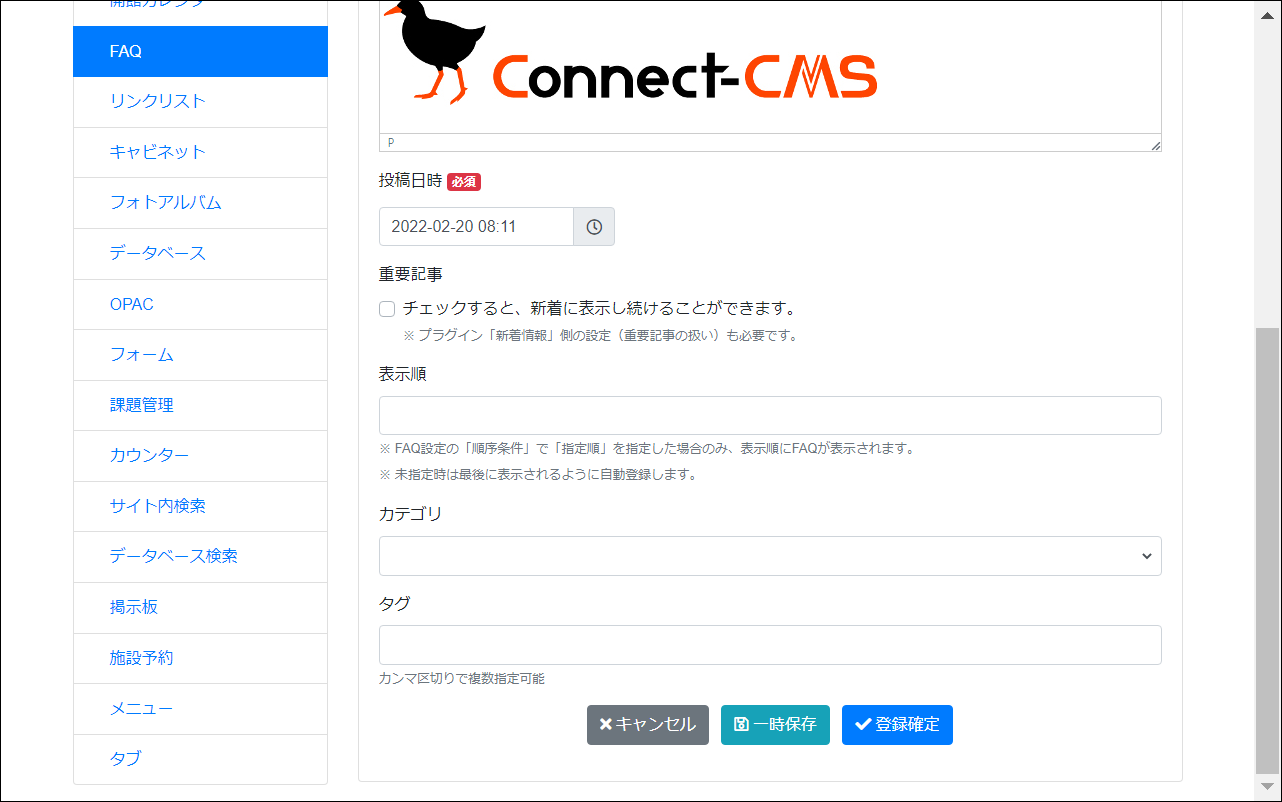 FAQ
リンクリスト
キャビネット
フォトアルバム
データベース
OPAC
フォーム
課題管理
カウンター
サイト内検索
データベース検索
掲示板
施設予約
メニュー
タブ
Connect-CMS
P
投稿日時 必須
2022-02-20 08:11
重要記事
チェックすると、新着に表示し続けることができます。
※ プラグイン「新着情報」側の設定（重要記事の扱い）も必要です。
表示順
※ FAQ設定の「順序条件」で「指定順」を指定した場合のみ、表示順にFAQが表示されます。
※ 未指定時は最後に表示されるように自動登録します。
カテゴリ
タグ
カンマ区切りで複数指定可能
キャンセル 一時保存 登録確定